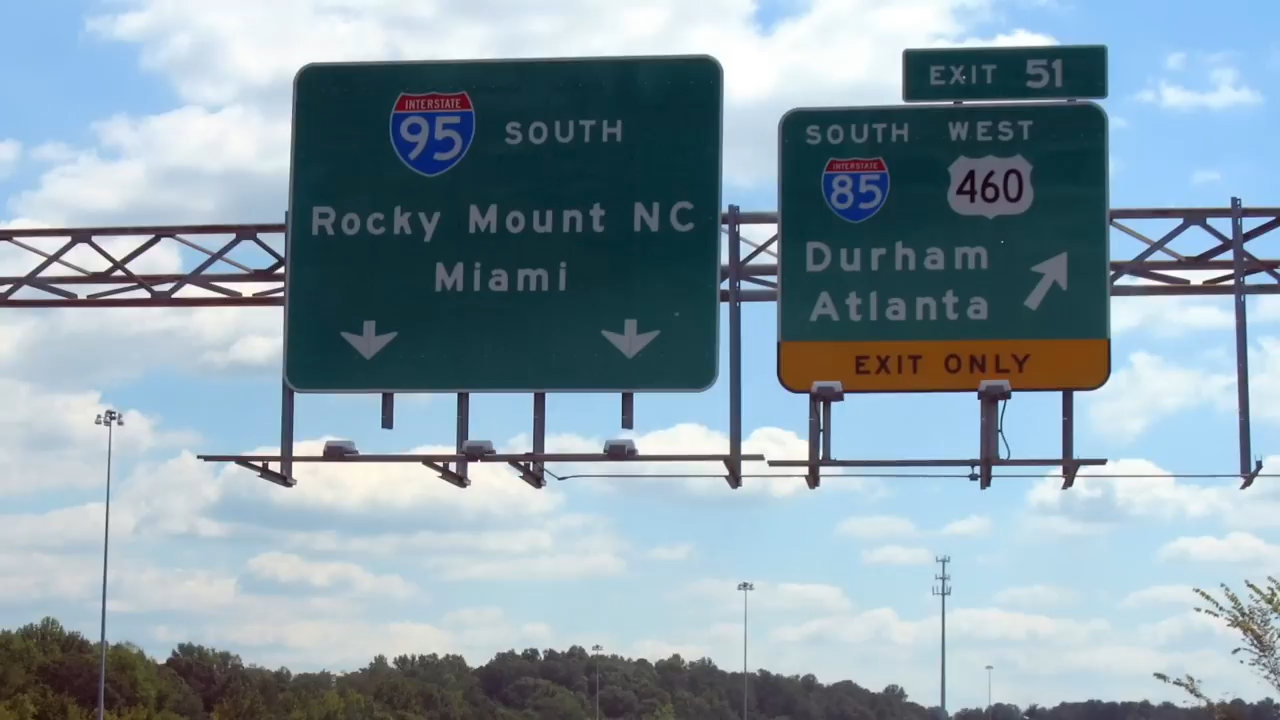 INTERSTATE
95 SOUTH
Rocky Mount NC
Miami
EXIT 51
SOUTH WEST
INTERSTATE
85 460
Durham
Atlanta
EXIT ONLY